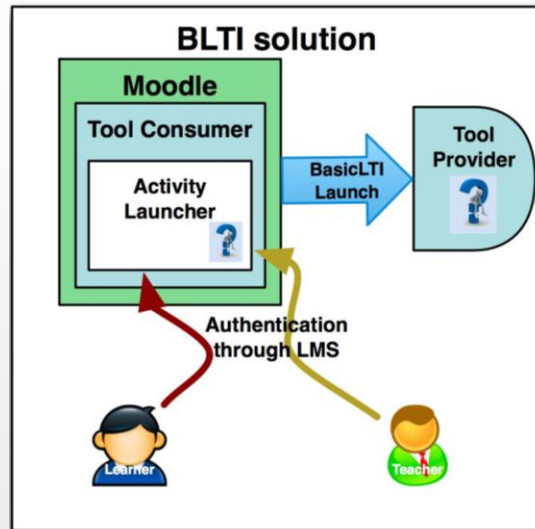 BLTI solution
Moodle
Tool Consumer
Activity
Launcher
BasicLTI
Launch
Tool
Provider
Authentication
through LMS
Learner
Teacher